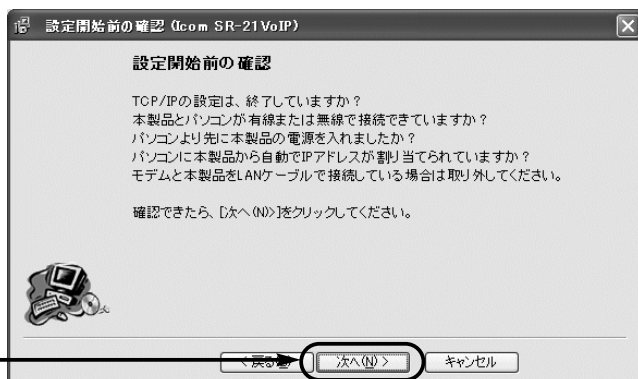 設定開始前の確認 (Icom SR-21VoIP)
設定開始前の確認
TCP/IPの設定は、終了していますか？
本製品とパソコンが有線または無線で接続できていますか？
パソコンより先に本製品の電源を入れましたか？
パソコンに本製品から自動でIPアドレスが割り当てられていますか？
モデムと本製品をLANケーブルで接続している場合は取り外してください。
確認できたら、[次へ(N)>]をクリックしてください。
< 戻る 次へ(N) > キャンセル